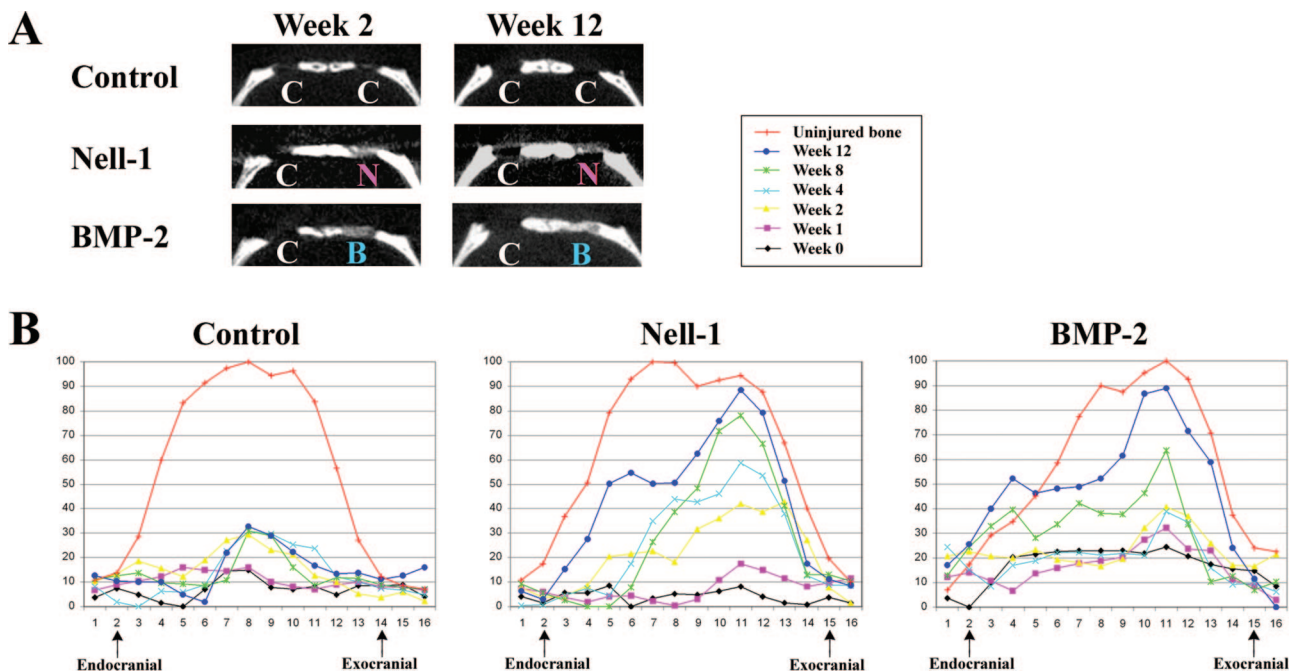 A
Week 2 Week 12
Control
C C C C
Nell-1
C N C N
BMP-2
C B C B
Uninjured bone
Week 12
Week 8
Week 4
Week 2
Week 1
Week 0
B
Control
100
90
80
70
60
50
40
30
20
10
0
1 2 3 4 5 6 7 8 9 10 11 12 13 14 15 16
Endocranial Exocranial
Nell-1
100
90
80
70
60
50
40
30
20
10
0
1 2 3 4 5 6 7 8 9 10 11 12 13 14 15 16
Endocranial Exocranial
BMP-2
100
90
80
70
60
50
40
30
20
10
0
1 2 3 4 5 6 7 8 9 10 11 12 13 14 15 16
Endocranial Exocranial